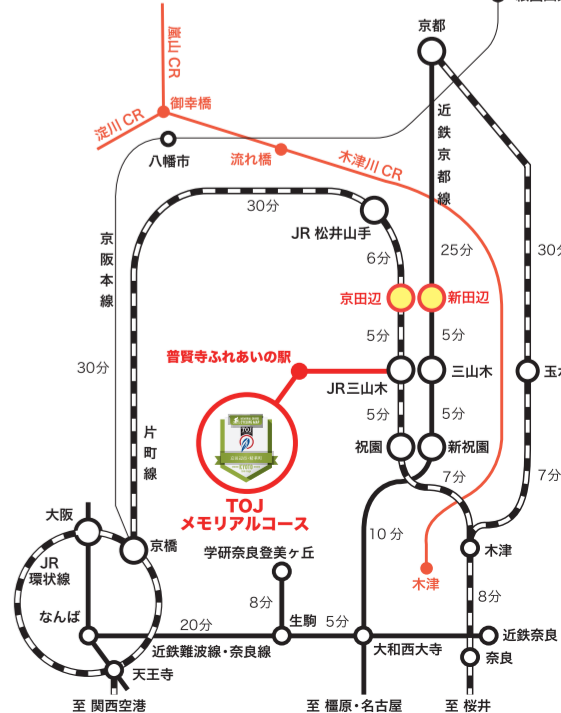 京都
嵐山 CR
御幸橋
淀川 CR
八幡市
流れ橋
木津川 CR
近鉄京都線
30分
JR 松井山手
京阪本線
6分
25分
30分
京田辺
新田辺
5分
5分
普賢寺ふれあいの駅
30分
JR三山木
三山木
5分
5分
片町線
祝園
新祝園
7分
7分
TOJ
メモリアルコース
大阪
京橋
10分
木津
JR
環状線
学研奈良登美ヶ丘
木津
8分
8分
なんば
20分
生駒
5分
近鉄難波線・奈良線
大和西大寺
近鉄奈良
天王寺
奈良
至 関西空港
至 橿原・名古屋
至 桜井